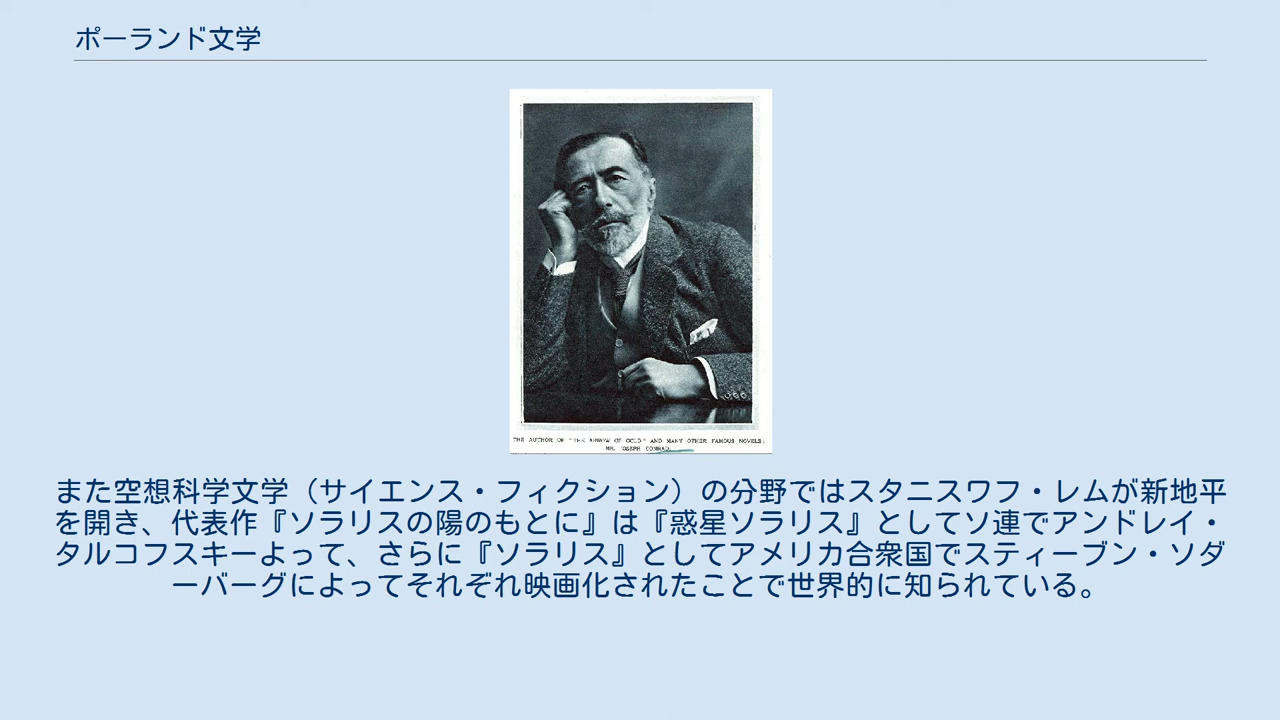 ポーランド文学
THE AUTHOR OF "THE ARROW OF GOLD," AND MANY OTHER FAMOUS NOVELS:
MR. JOSEPH CONRAD.
また空想科学文学（サイエンス・フィクション）の分野ではスタニスワフ・レムが新地平
を開き、代表作『ソラリスの陽のもとに』は『惑星ソラリス』としてソ連でアンドレイ・
タルコフスキーよって、さらに『ソラリス』としてアメリカ合衆国でスティーブン・ソダ
ーバーグによってそれぞれ映画化されたことで世界的に知られている。